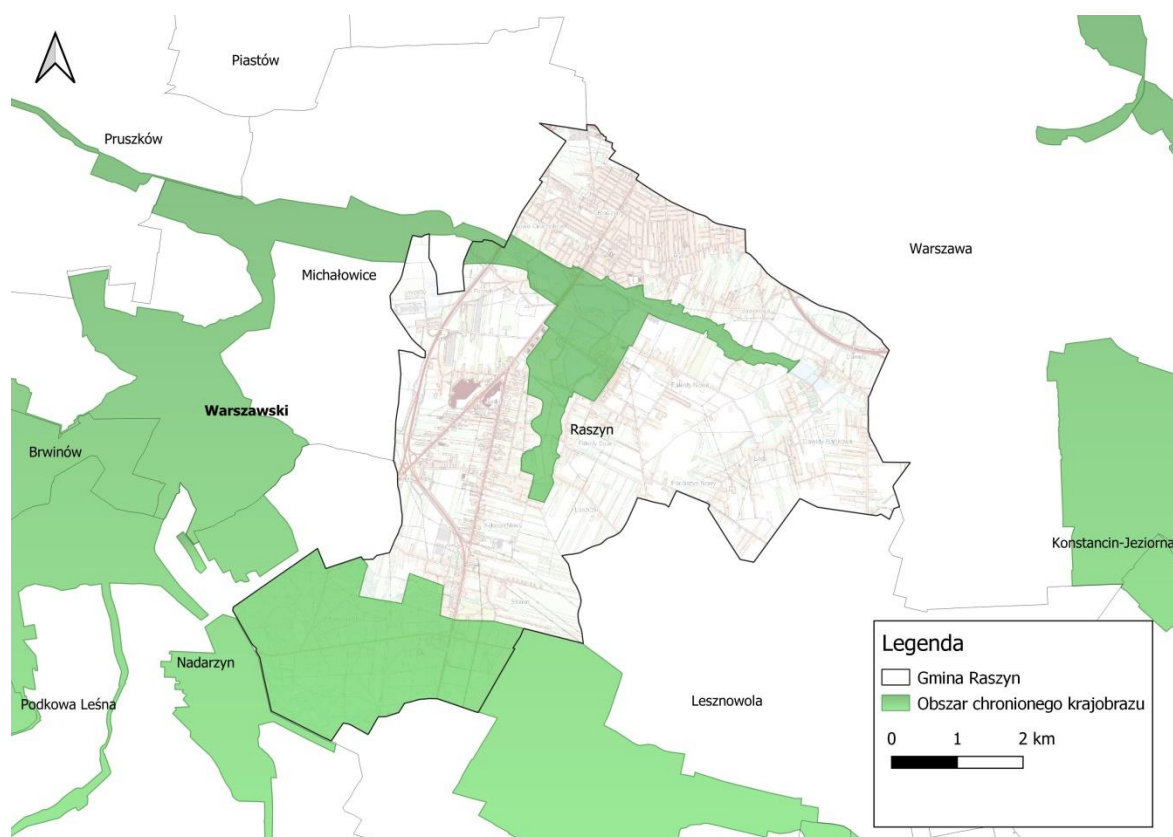 Piastów
Pruszków
Warszawa
Michałowice
Warszawski
Raszyn
Brwinów
Konstancin-Jeziorna
Nadarzyn
Podkowa Leśna
Lesznowola
Legenda
Gmina Raszyn
Obszar chronionego krajobrazu
0 1 2 km